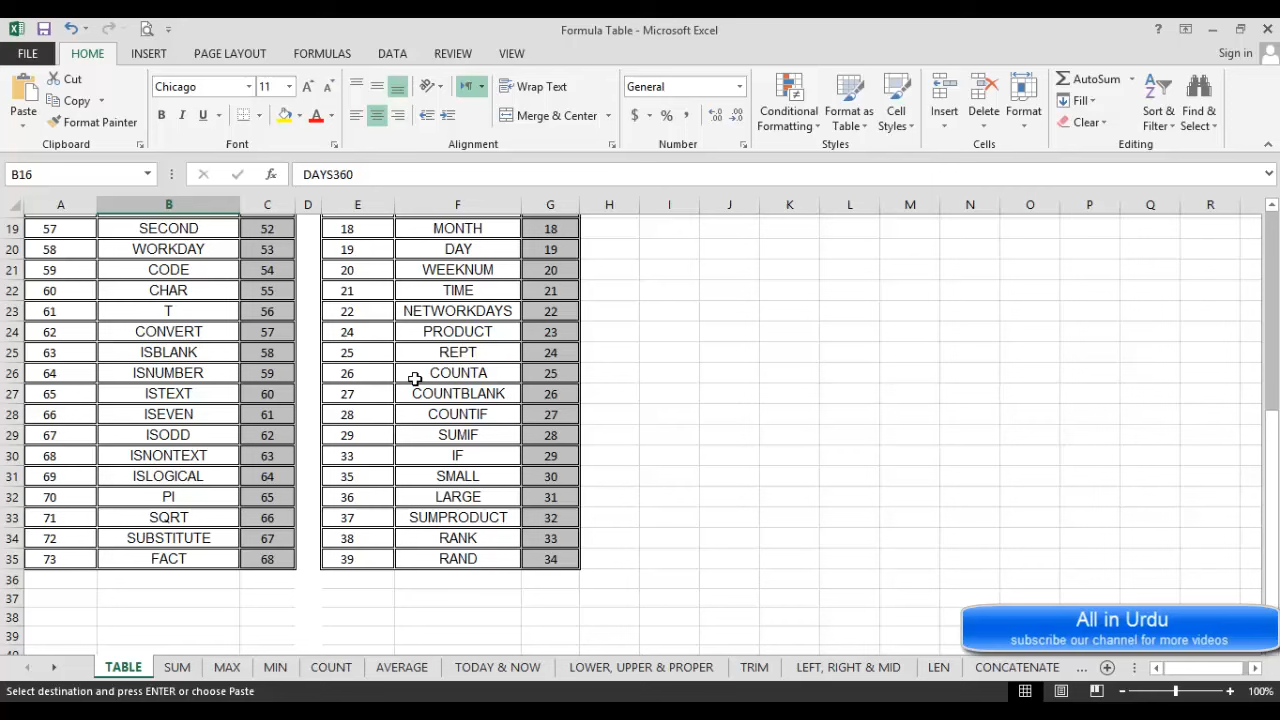 Formula Table - Microsoft Excel
?
FILE HOME INSERT PAGE LAYOUT FORMULAS DATA REVIEW VIEW Sign in
Paste
Cut
Copy
Format Painter
Clipboard
Chicago 11
B I U
Font
Wrap Text
Merge & Center
Alignment
General
$ % ,
Number
Conditional Formatting
Format as Table
Cell Styles
Styles
Insert Delete Format
Cells
AutoSum
Fill
Clear
Sort & Filter
Find & Select
Editing
B16 fx DAYS360
A B C D E F G H I J K L M N O P Q R
19 57 SECOND 52 18 MONTH 18
20 58 WORKDAY 53 19 DAY 19
21 59 CODE 54 20 WEEKNUM 20
22 60 CHAR 55 21 TIME 21
23 61 T 56 22 NETWORKDAYS 22
24 62 CONVERT 57 24 PRODUCT 23
25 63 ISBLANK 58 25 REPT 24
26 64 ISNUMBER 59 26 COUNTA 25
27 65 ISTEXT 60 27 COUNTBLANK 26
28 66 ISEVEN 61 28 COUNTIF 27
29 67 ISODD 62 29 SUMIF 28
30 68 ISNONTEXT 63 33 IF 29
31 69 ISLOGICAL 64 35 SMALL 30
32 70 PI 65 36 LARGE 31
33 71 SQRT 66 37 SUMPRODUCT 32
34 72 SUBSTITUTE 67 38 RANK 33
35 73 FACT 68 39 RAND 34
36
37
38
39
All in Urdu
subscribe our channel for more videos
TABLE SUM MAX MIN COUNT AVERAGE TODAY & NOW LOWER, UPPER & PROPER TRIM LEFT, RIGHT & MID LEN CONCATENATE ...
Select destination and press ENTER or choose Paste 100%